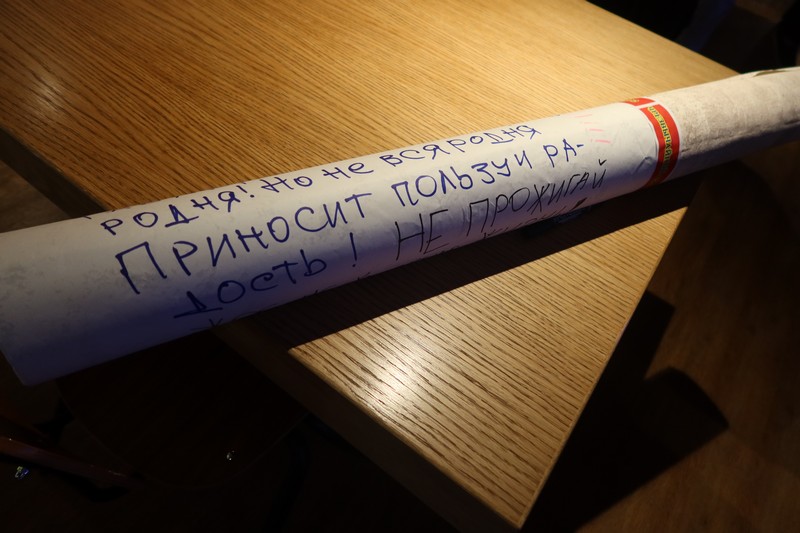 РОДНЯ! НО НЕ ВСЯ РОДНЯ
ПРИНОСИТ ПОЛЬЗУ И РА-
ДОСТЬ! НЕ ПРОЖИГАЙ